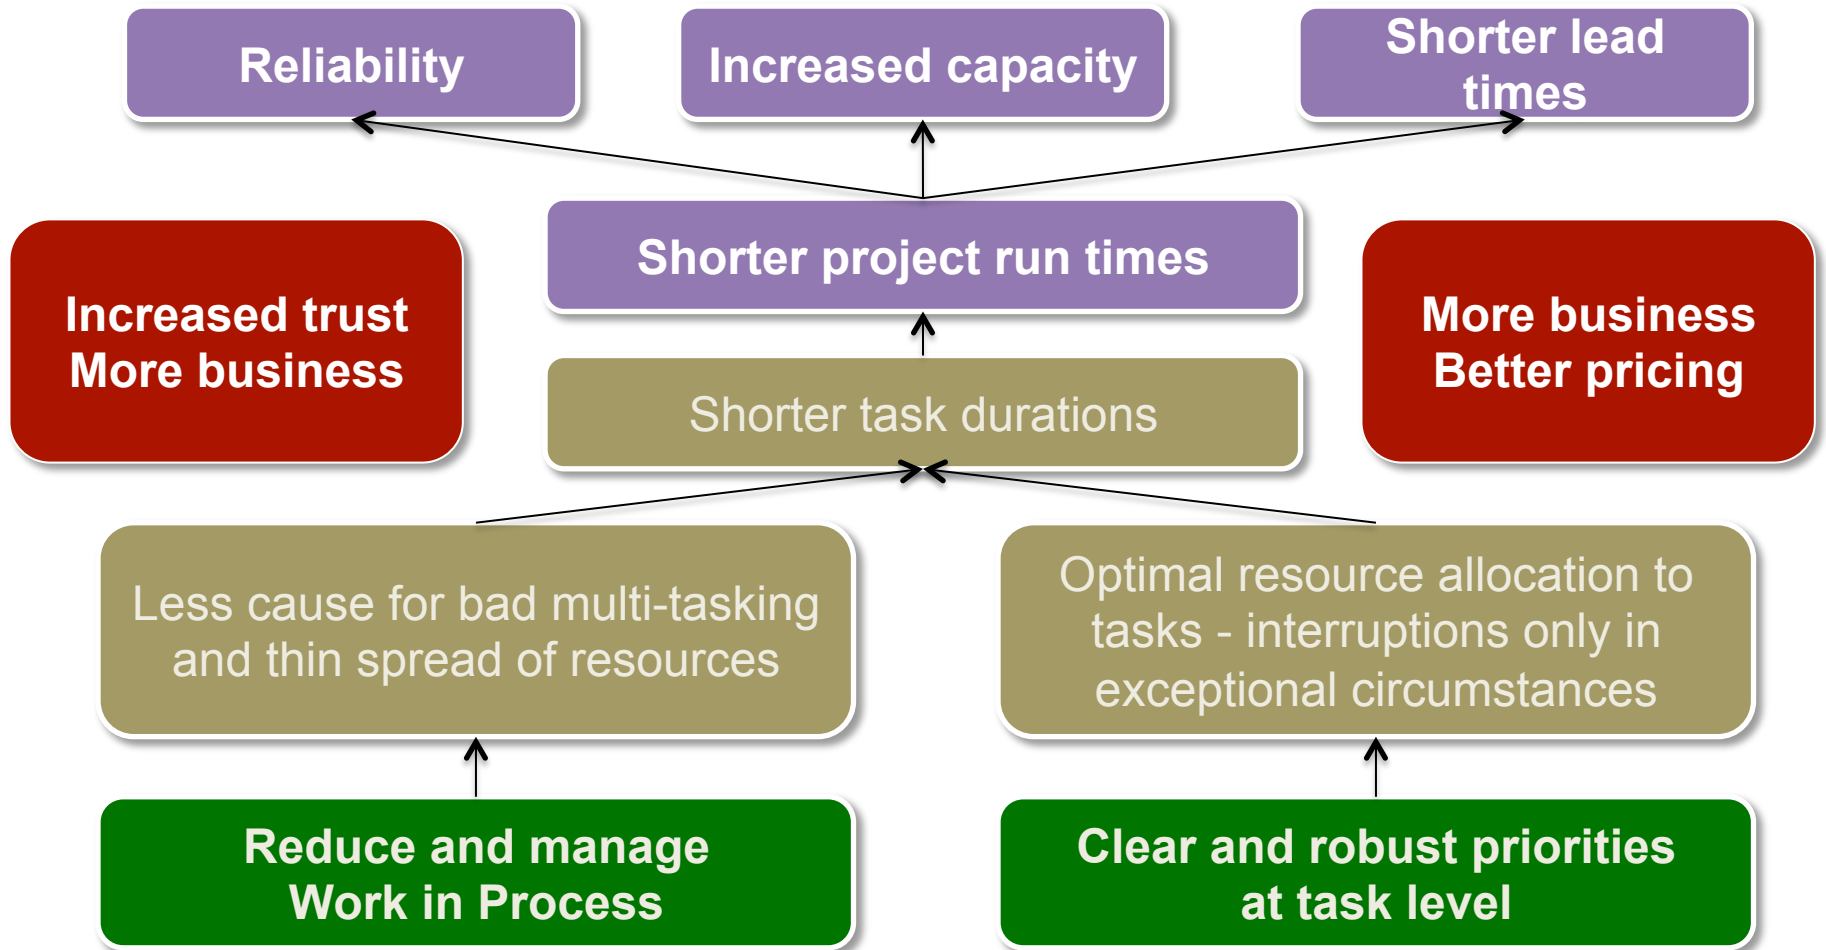 Reliability
Increased capacity
Shorter lead
times
Shorter project run times
Increased trust
More business
More business
Better pricing
Shorter task durations
Less cause for bad multi-tasking
and thin spread of resources
Optimal resource allocation to
tasks - interruptions only in
exceptional circumstances
Reduce and manage
Work in Process
Clear and robust priorities
at task level